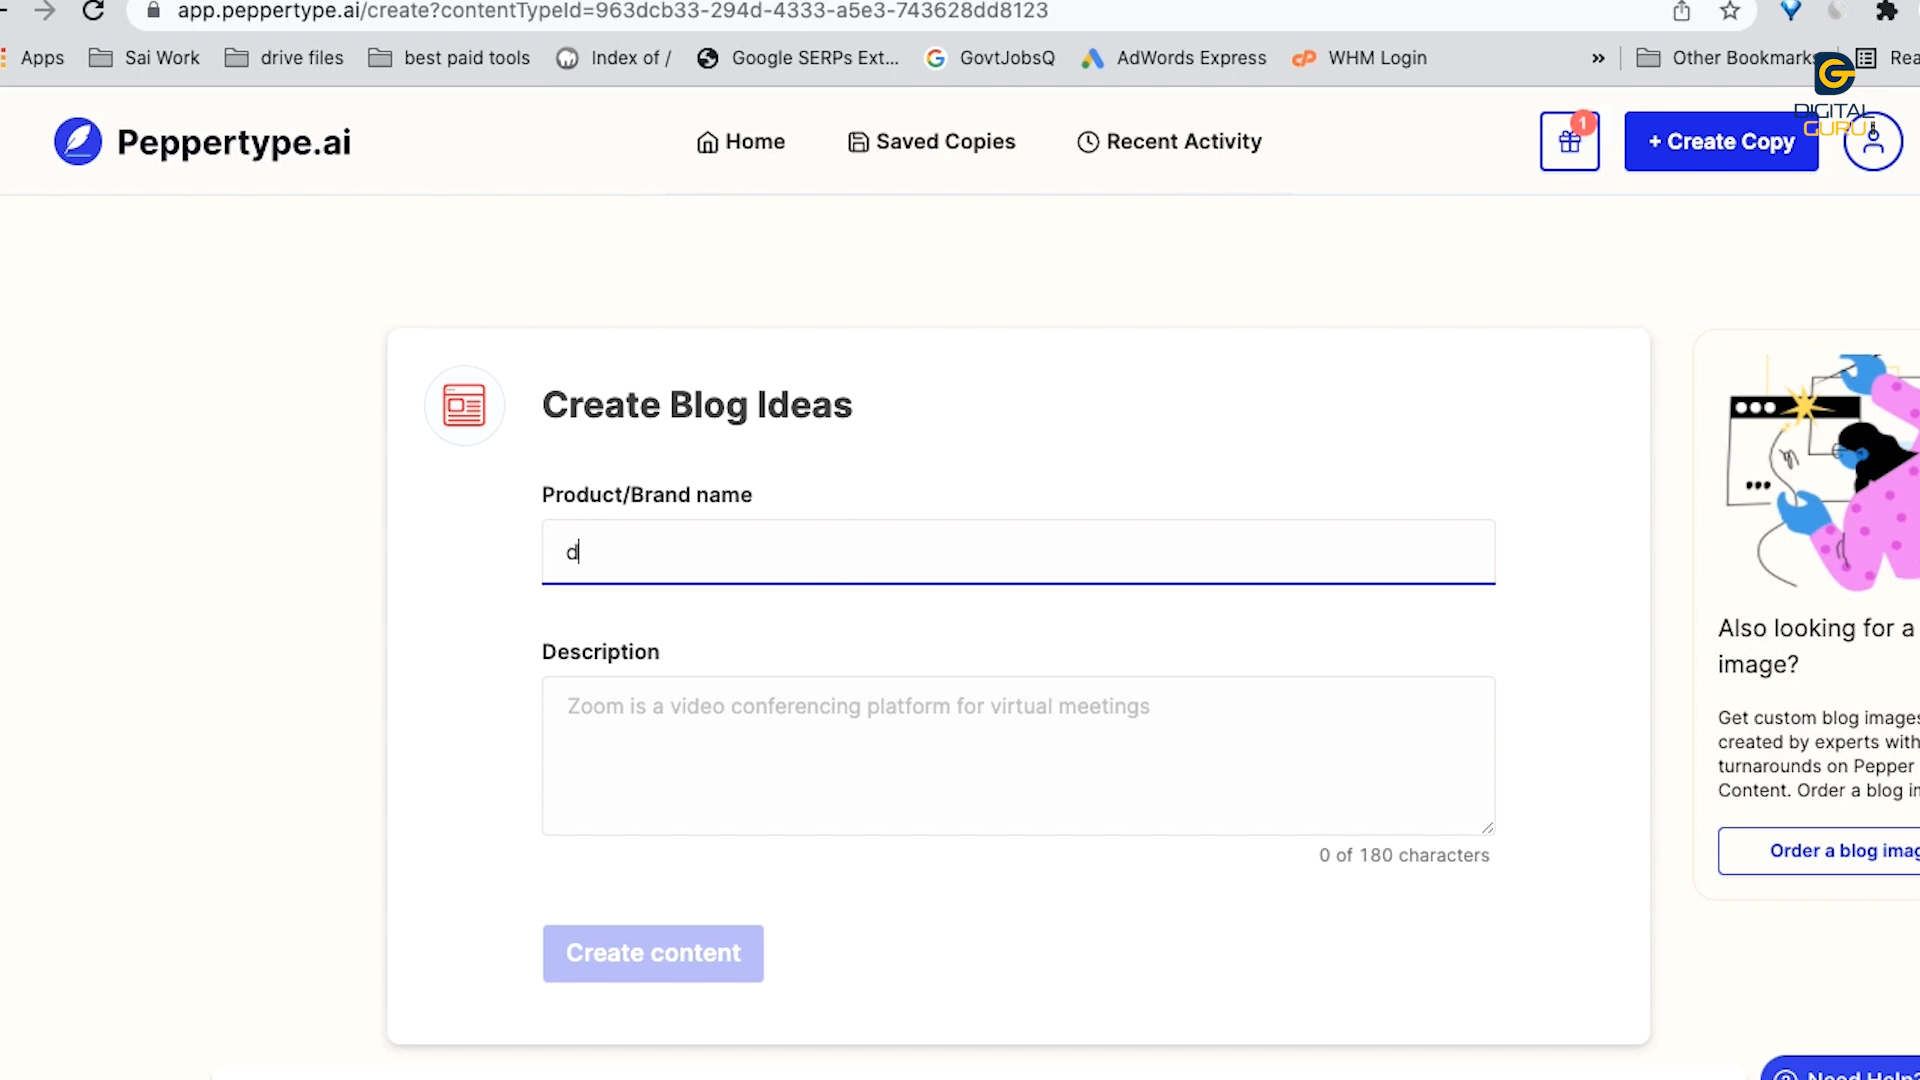 app.peppertype.ai/create?contentTypeId=963dcb33-294d-4333-a5e3-743628dd8123
Apps Sai Work drive files best paid tools Index of / Google SERPs Ext... GovtJobsQ AdWords Express WHM Login » Other Bookmarks Rea
DIGITAL
GURU
Peppertype.ai Home Saved Copies Recent Activity 1 + Create Copy
Create Blog Ideas
Product/Brand name
d
Description
Zoom is a video conferencing platform for virtual meetings
0 of 180 characters
Create content
Also looking for a
image?
Get custom blog images
created by experts with
turnarounds on Pepper
Content. Order a blog im
Order a blog imag
Need Help?